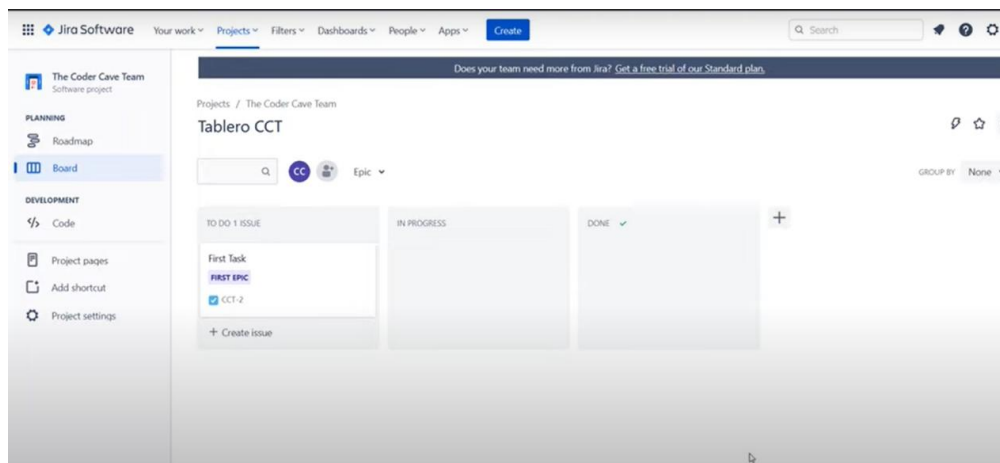 Jira Software Your work Projects Filters Dashboards People Apps Create Search
Does your team need more from Jira? Get a free trial of our Standard plan.
The Coder Cave Team
Software project
PLANNING
Roadmap
Board
DEVELOPMENT
Code
Project pages
Add shortcut
Project settings
Projects / The Coder Cave Team
Tablero CCT
CC Epic GROUP BY None
TO DO 1 ISSUE IN PROGRESS DONE
First Task
FIRST EPIC
CCT-2
+ Create issue